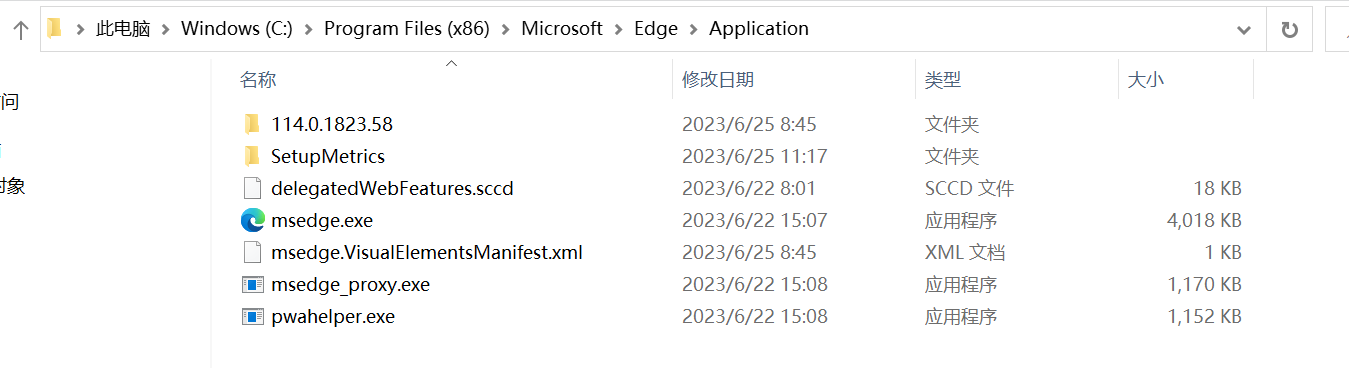 此电脑 Windows (C:) Program Files (x86) Microsoft Edge Application
名称 修改日期 类型 大小
问
114.0.1823.58 2023/6/25 8:45 文件夹
SetupMetrics 2023/6/25 11:17 文件夹
对象 delegatedWebFeatures.sccd 2023/6/22 8:01 SCCD 文件 18 KB
msedge.exe 2023/6/22 15:07 应用程序 4,018 KB
msedge.VisualElementsManifest.xml 2023/6/25 8:45 XML 文档 1 KB
msedge_proxy.exe 2023/6/22 15:08 应用程序 1,170 KB
pwahelper.exe 2023/6/22 15:08 应用程序 1,152 KB